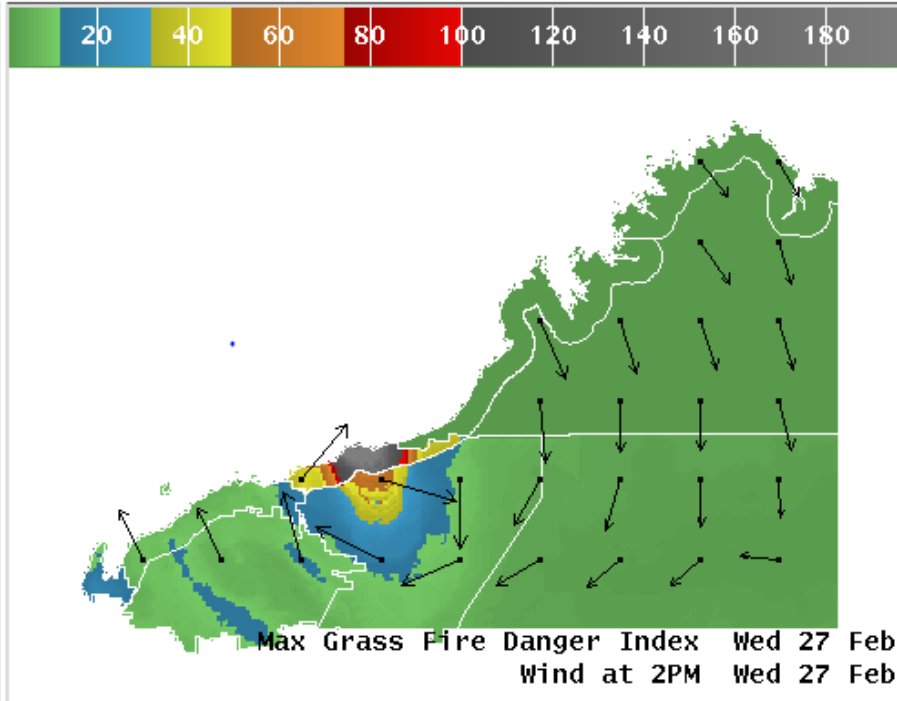 20 40 60 80 100 120 140 160 180
Max Grass Fire Danger Index Wed 27 Feb
Wind at 2PM Wed 27 Feb